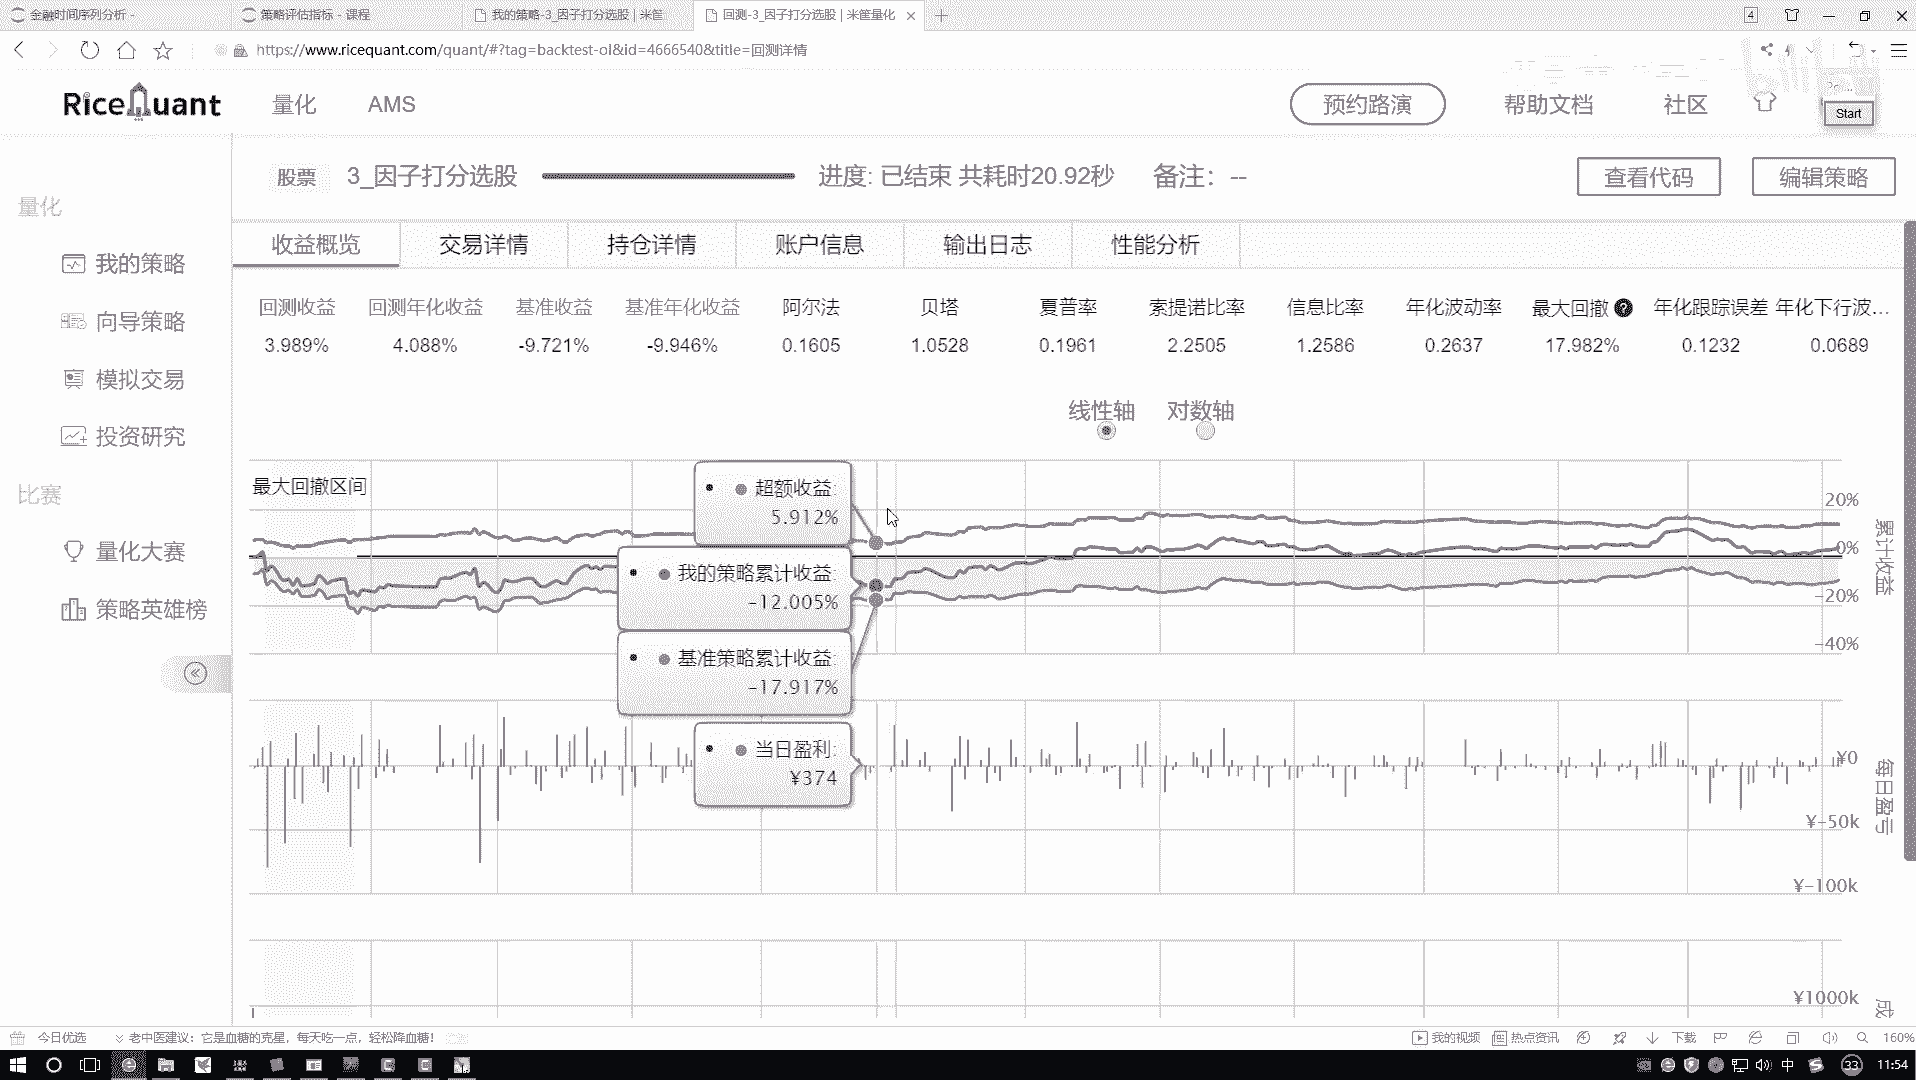 金融时间序列分析 -
策略评估指标 - 课程
我的策略-3_因子打分选股 | 米筐
回测-3_因子打分选股 | 米筐量化
4
https://www.ricequant.com/quant/#?tag=backtest-ol&id=4666540&title=回测详情
RiceQuant
量化
AMS
预约路演
帮助文档
社区
Start
股票
3_因子打分选股
进度: 已结束 共耗时20.92秒
备注: --
查看代码
编辑策略
量化
我的策略
向导策略
模拟交易
投资研究
比赛
量化大赛
策略英雄榜
收益概览
交易详情
持仓详情
账户信息
输出日志
性能分析
回测收益 回测年化收益 基准收益 基准年化收益 阿尔法 贝塔 夏普率 索提诺比率 信息比率 年化波动率 最大回撤 年化跟踪误差 年化下行波...
3.989% 4.088% -9.721% -9.946% 0.1605 1.0528 0.1961 2.2505 1.2586 0.2637 17.982% 0.1232 0.0689
线性轴 对数轴
最大回撤区间
超额收益:
5.912%
我的策略累计收益:
-12.005%
基准策略累计收益:
-17.917%
当日盈利:
¥374
20%
0%
-20%
-40%
累计收益
¥0
¥-50k
¥-100k
每日盈亏
¥1000k
成
今日优选
老中医建议: 它是血糖的克星，每天吃一点，轻松降血糖！
我的视频
热点资讯
下载
160%
中
33
11:54